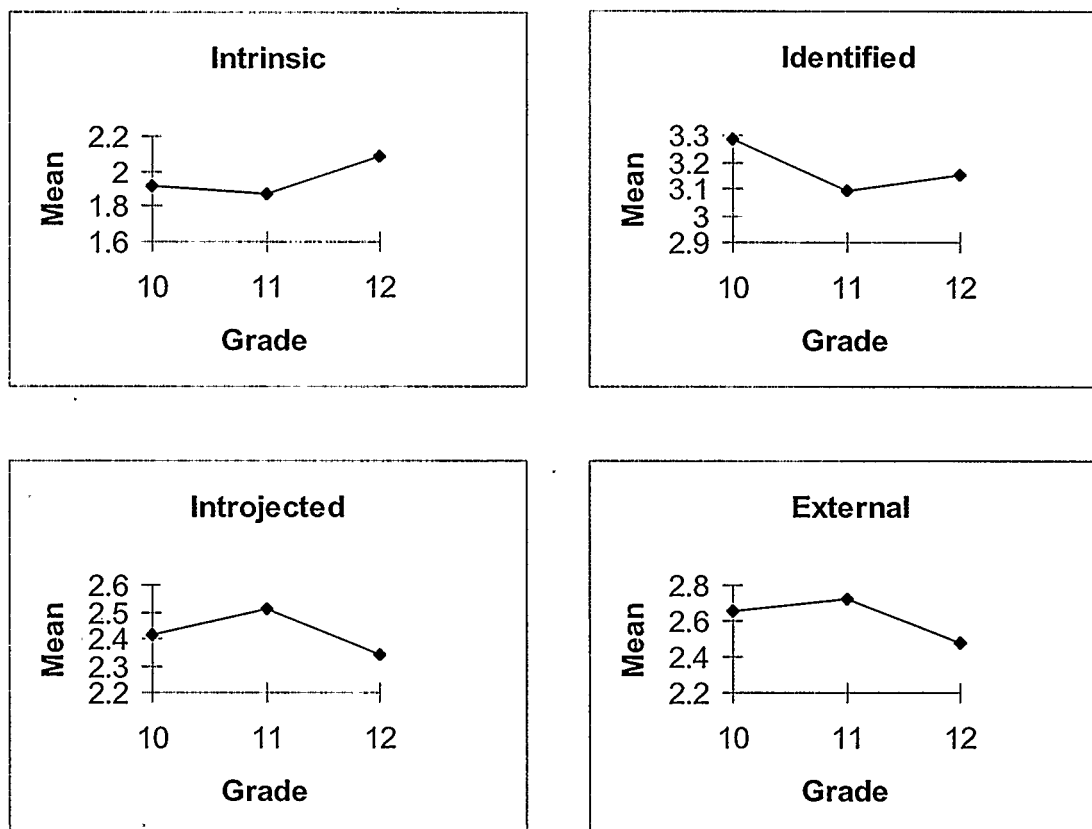 Intrinsic
Mean
2.2
2
1.8
1.6
10 11 12
Grade
Identified
Mean
3.3
3.2
3.1
3
2.9
10 11 12
Grade
Introjected
Mean
2.6
2.5
2.4
2.3
2.2
10 11 12
Grade
External
Mean
2.8
2.6
2.4
2.2
10 11 12
Grade